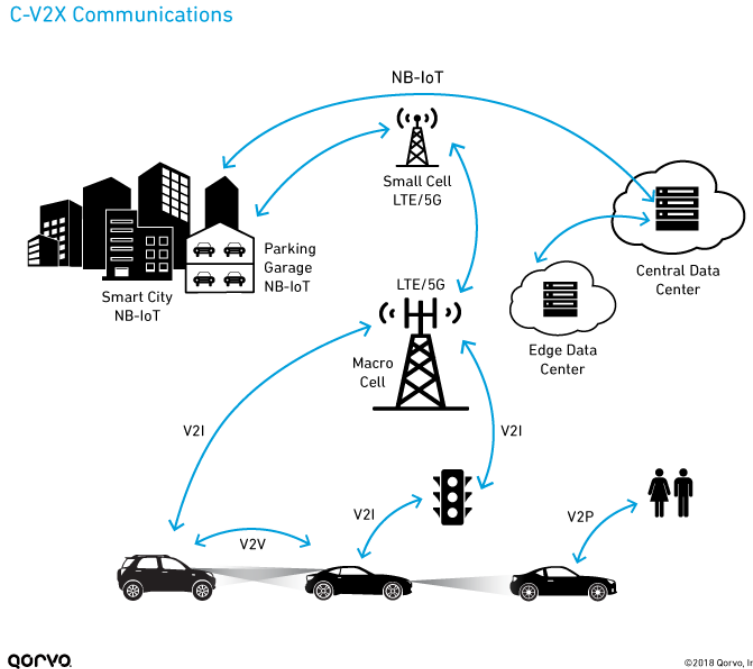 C-V2X Communications
NB-IoT
Small Cell
LTE/5G
Parking
Garage
NB-IoT
Smart City
NB-IoT
Central Data
Center
LTE/5G
Edge Data
Center
Macro
Cell
V2I
V2I
V2I
V2P
V2V
QORVO
©2018 Qorvo, In